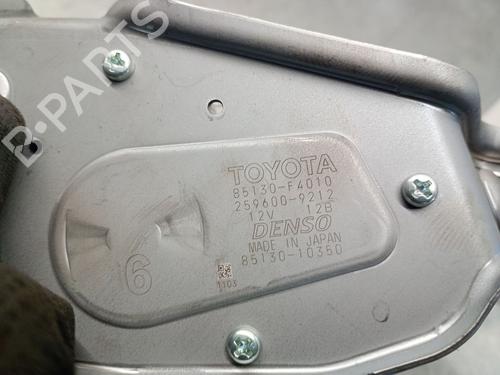 B-PARTS
TOYOTA
85130-F4010
259600-9212
12V 12B
DENSO
MADE IN JAPAN
85130-10350
6
1103